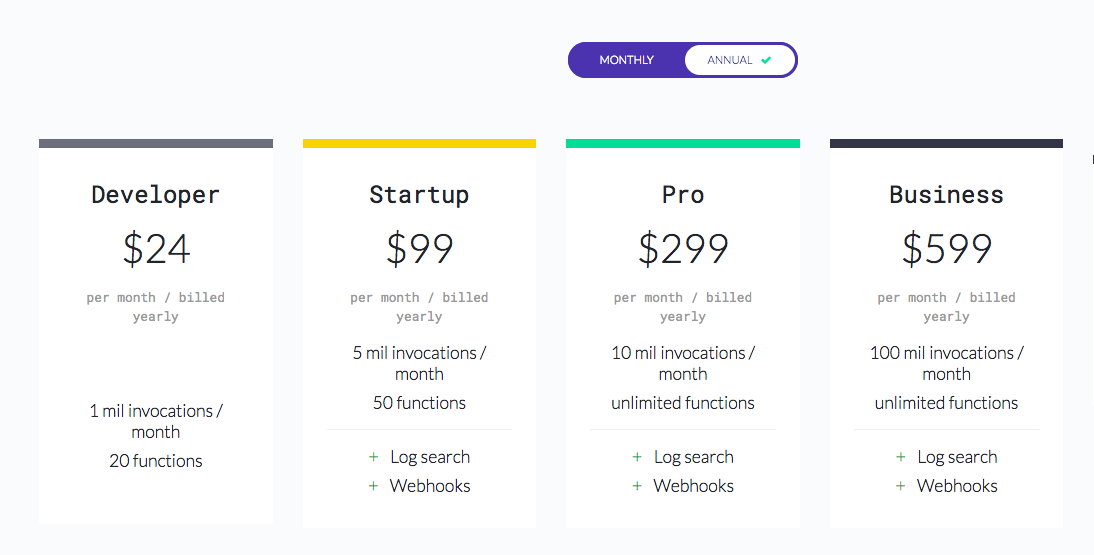 MONTHLY ANNUAL
Developer
$24
per month / billed
yearly
1 mil invocations /
month
20 functions
Startup
$99
per month / billed
yearly
5 mil invocations /
month
50 functions
+ Log search
+ Webhooks
Pro
$299
per month / billed
yearly
10 mil invocations /
month
unlimited functions
+ Log search
+ Webhooks
Business
$599
per month / billed
yearly
100 mil invocations /
month
unlimited functions
+ Log search
+ Webhooks